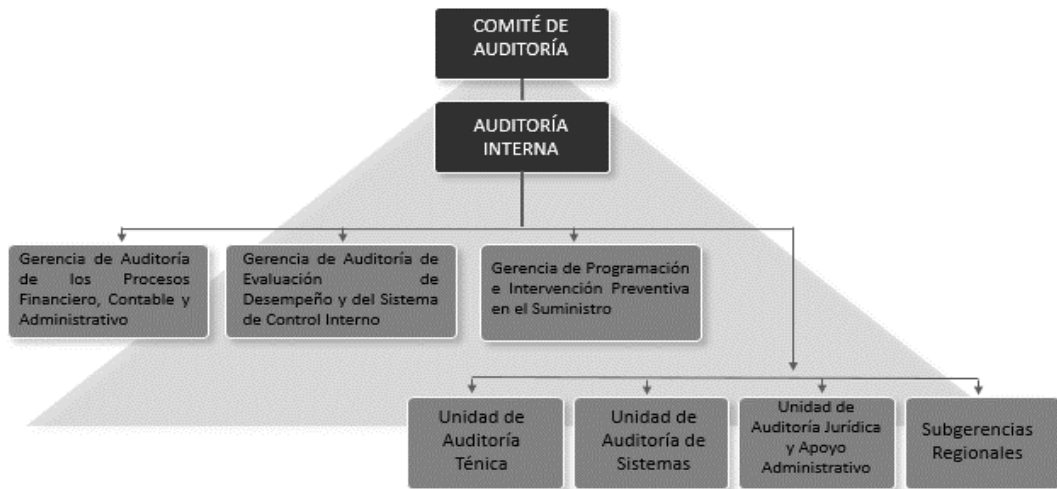 COMITÉ DE
AUDITORÍA
AUDITORÍA
INTERNA
Gerencia de Auditoría
de los Procesos
Financiero, Contable y
Administrativo
Gerencia de Auditoría de
Evaluación de
Desempeño y del Sistema
de Control Interno
Gerencia de Programación
e Intervención Preventiva
en el Suministro
Unidad de
Auditoría
Ténica
Unidad de
Auditoría de
Sistemas
Unidad de
Auditoría Jurídica
y Apoyo
Administrativo
Subgerencias
Regionales